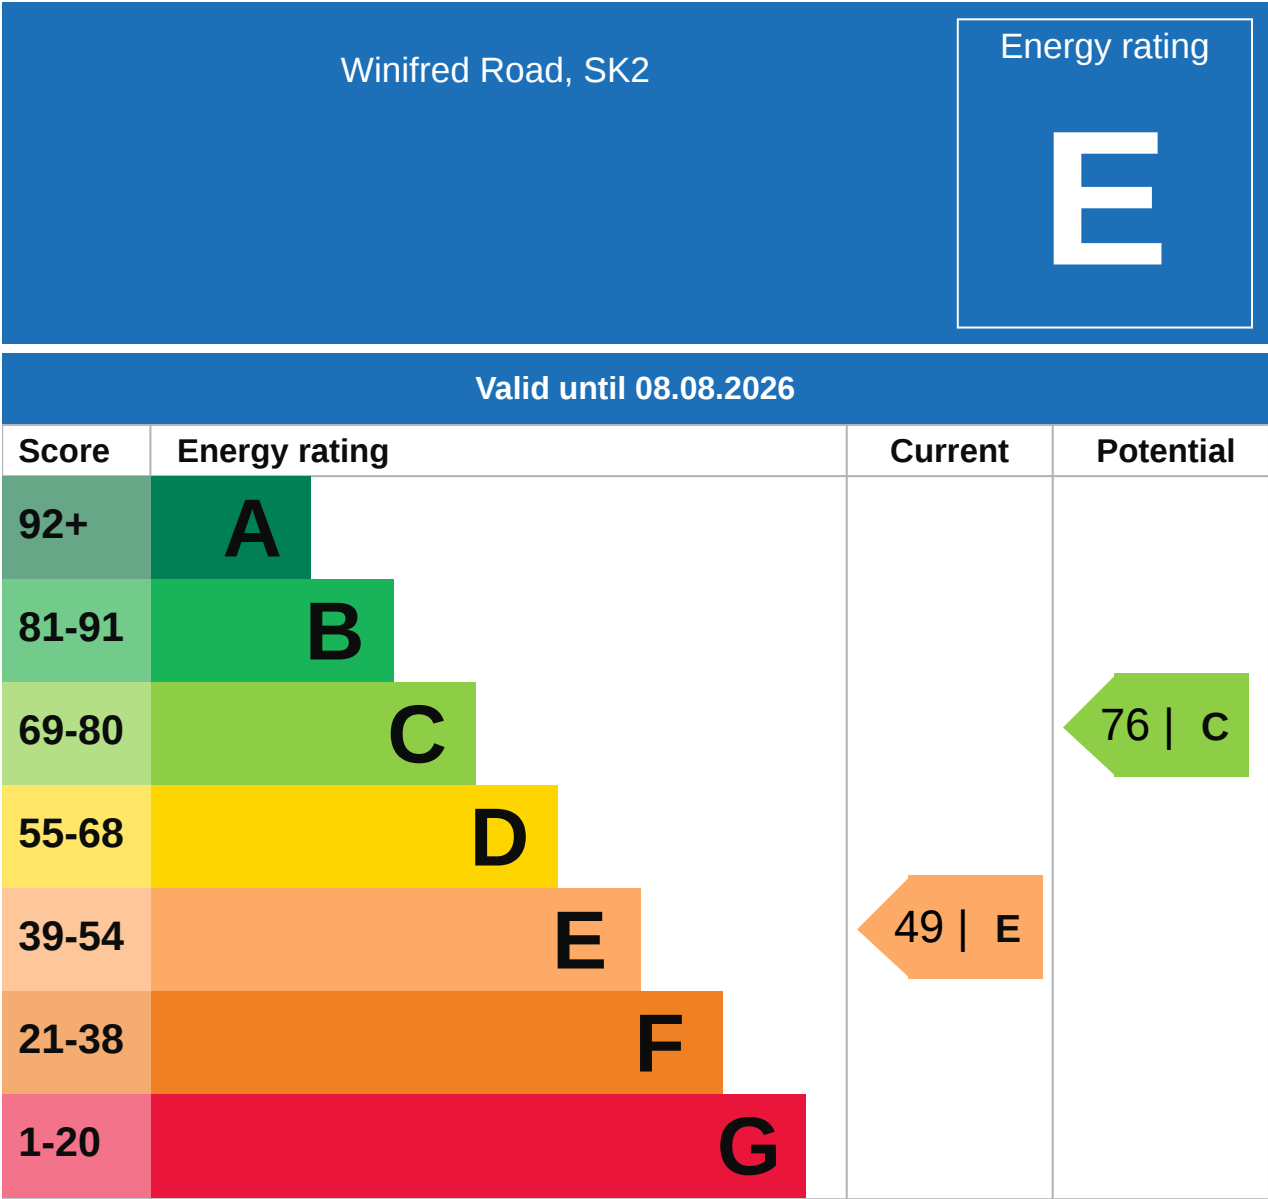 Winifred Road, SK2
Energy rating
E
Valid until 08.08.2026
Score Energy rating Current Potential
92+ A
81-91 B
69-80 C 76 | C
55-68 D
39-54 E 49 | E
21-38 F
1-20 G